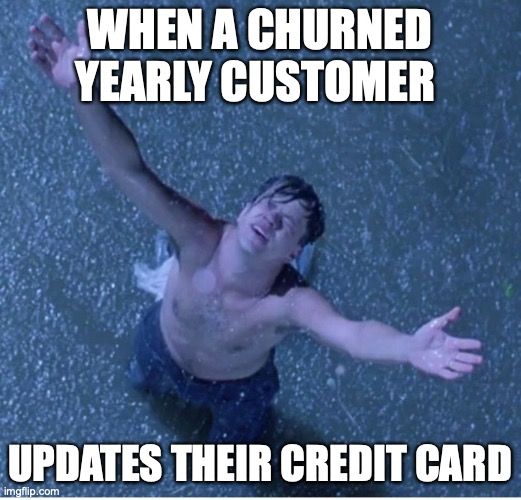 WHEN A CHURNED
YEARLY CUSTOMER
UPDATES THEIR CREDIT CARD
imgflip.com